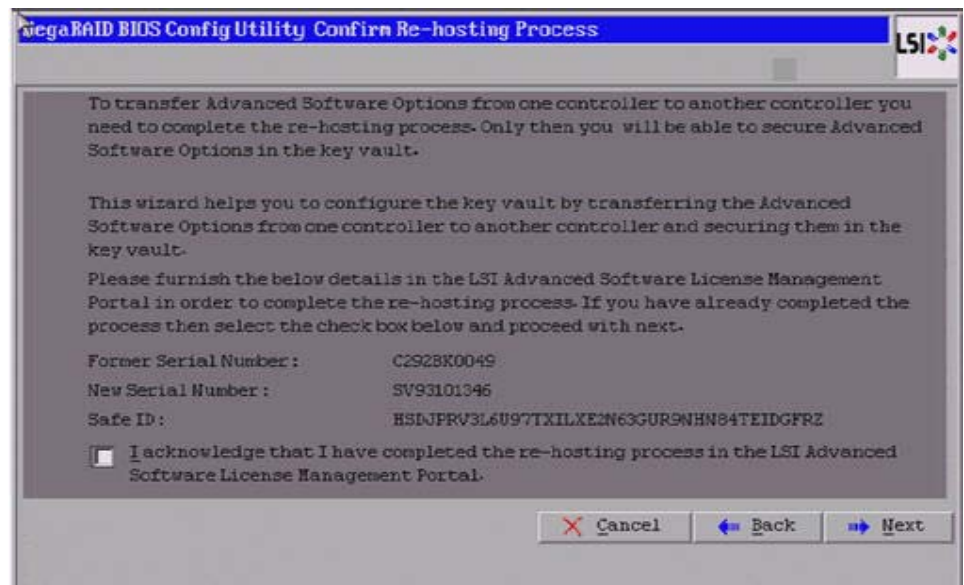 MegaRAID BIOS Config Utility Confirm Re-hosting Process
LSI
To transfer Advanced Software Options from one controller to another controller you
need to complete the re-hosting process. Only then you will be able to secure Advanced
Software Options in the key vault.
This wizard helps you to configure the key vault by transferring the Advanced
Software Options from one controller to another controller and securing them in the
key vault.
Please furnish the below details in the LSI Advanced Software License Management
Portal in order to complete the re-hosting process. If you have already completed the
process then select the check box below and proceed with next.
Former Serial Number: C292BK0049
New Serial Number: SV93101346
Safe ID: HSDJPRV3L6U97TXILXE2N63GUR9NHN84TEIDGFRZ
I acknowledge that I have completed the re-hosting process in the LSI Advanced
Software License Management Portal.
Cancel Back Next